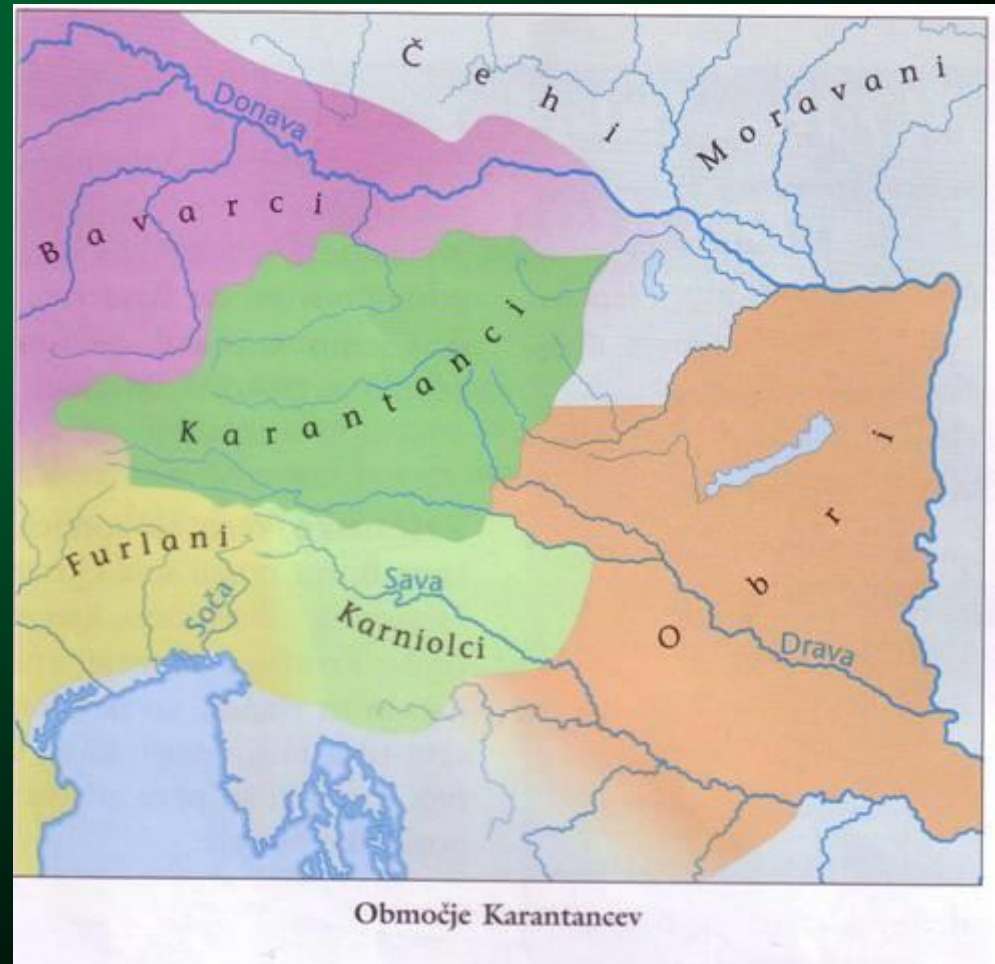 Čehi
Moravani
Donava
Bavarci
Karantanci
Furlani
Soča
Sava
Karniolci
Obri
Drava
Območje Karantancev